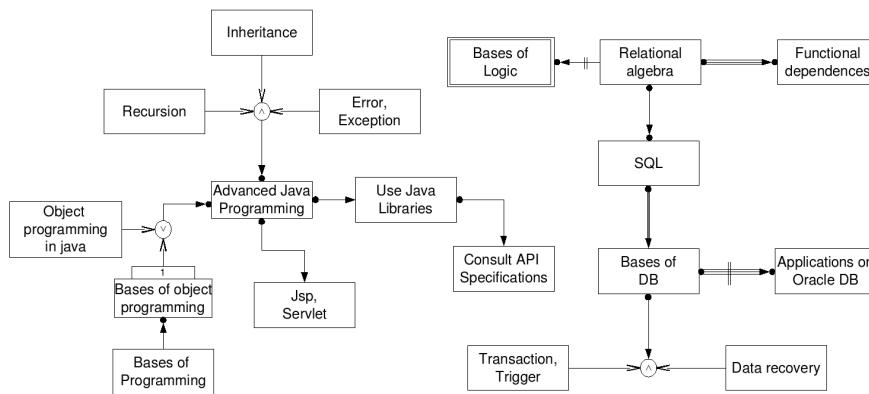 Inheritance
Recursion
^
Error,
Exception
Advanced Java
Programming
Use Java
Libraries
Object
programming
in java
v
1
Bases of object
programming
Bases of
Programming
Jsp,
Servlet
Consult API
Specifications
Bases of
Logic
Relational
algebra
Functional
dependences
SQL
Bases of
DB
Applications on
Oracle DB
Transaction,
Trigger
^
Data recovery